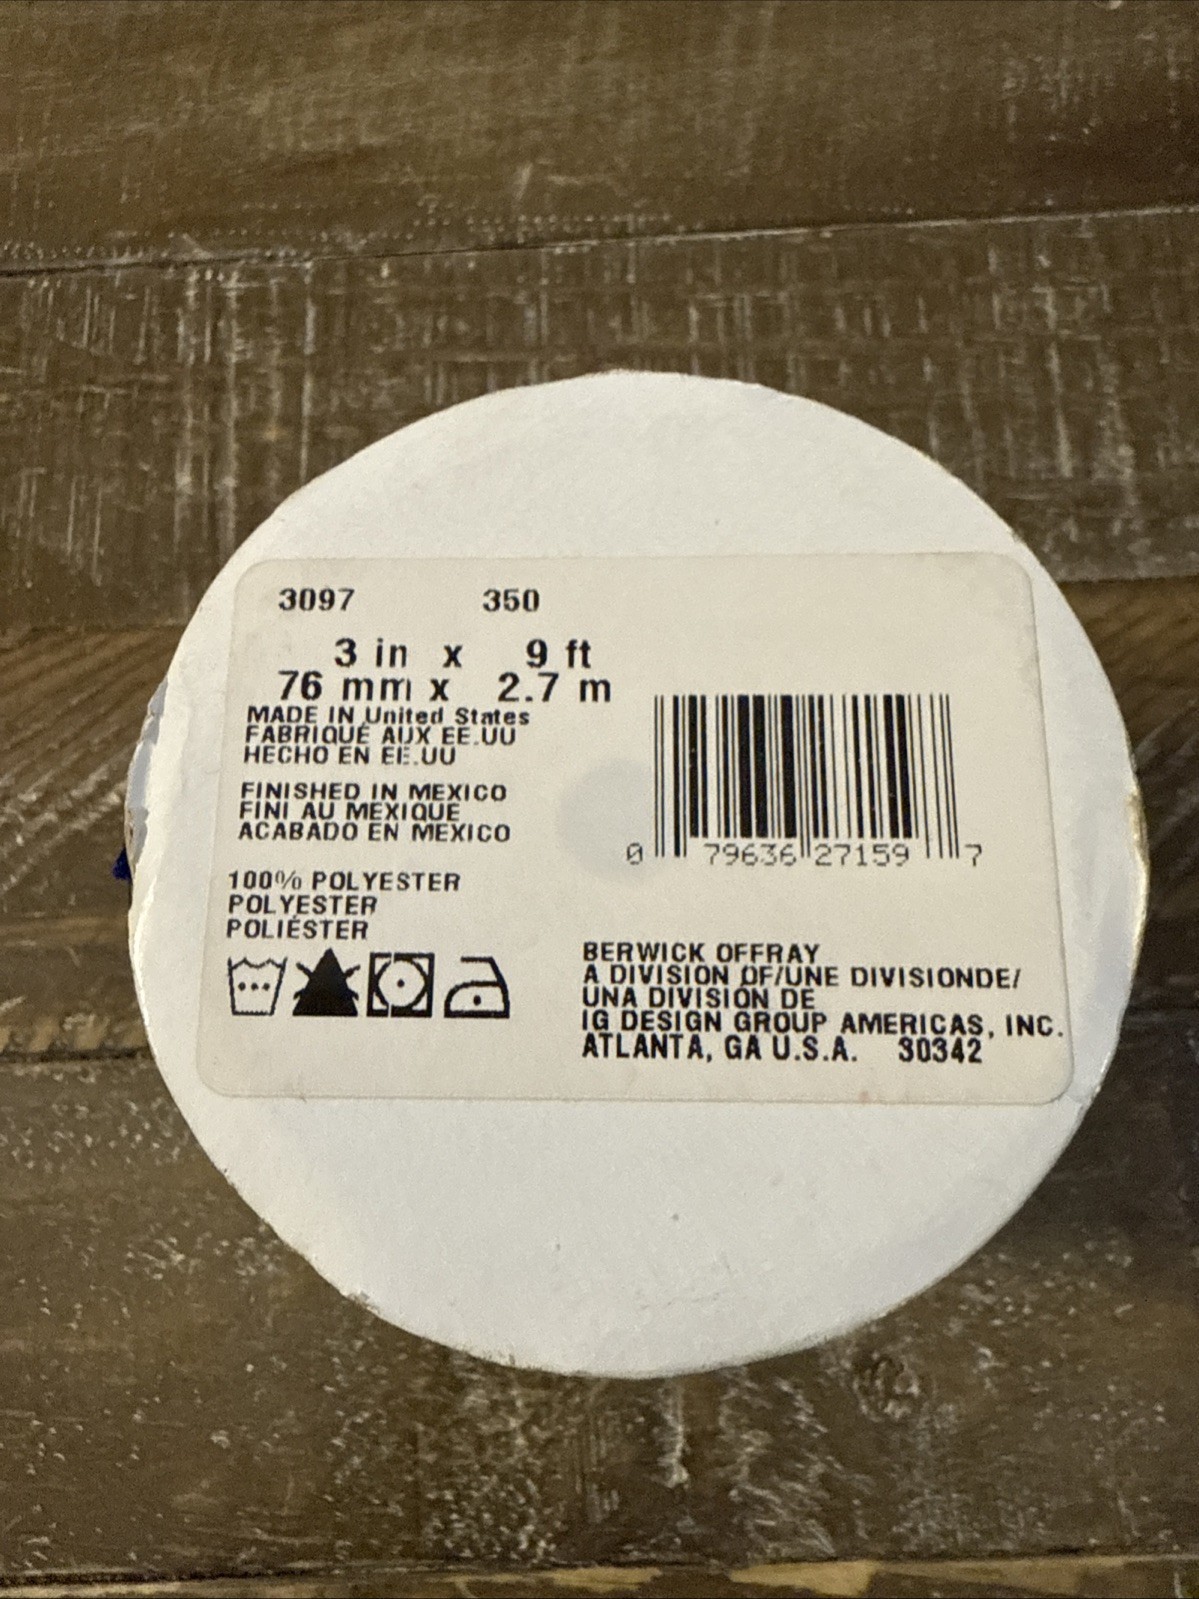 3097 350
3 in x 9 ft
76 mm x 2.7 m
MADE IN United States
FABRIQUÉ AUX EE.UU
HECHO EN EE.UU
FINISHED IN MEXICO
FINI AU MEXIQUE
ACABADO EN MEXICO
100% POLYESTER
POLYESTER
POLIÉSTER
0 79636 27159 7
BERWICK OFFRAY
A DIVISION OF/UNE DIVISIONDE/
UNA DIVISIÓN DE
IG DESIGN GROUP AMERICAS, INC.
ATLANTA, GA U.S.A. 30342